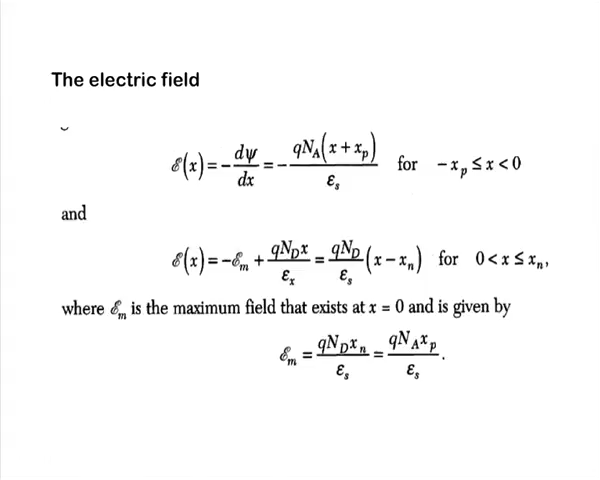 The electric field
ℰ(x) = − dψ/dx = − qN_A(x + x_p)/ε_s for −x_p ≤ x < 0
and
ℰ(x) = −ℰ_m + qN_D x/ε_x = qN_D/ε_s (x − x_n) for 0 < x ≤ x_n,
where ℰ_m is the maximum field that exists at x = 0 and is given by
ℰ_m = qN_D x_n/ε_s = qN_A x_p/ε_s.